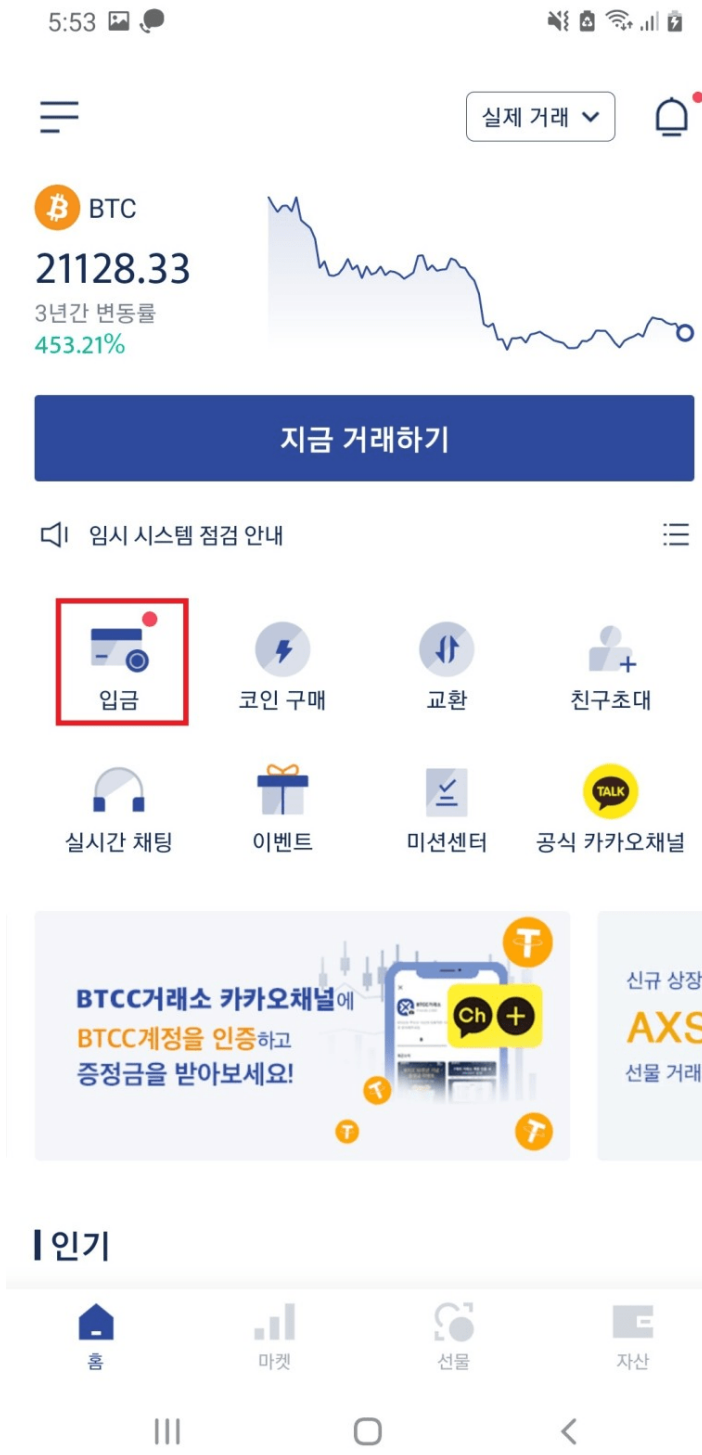 5:53
실제 거래
BTC
21128.33
3년간 변동률
453.21%
지금 거래하기
임시 시스템 점검 안내
입금
코인 구매
교환
친구초대
실시간 채팅
이벤트
미션센터
TALK
공식 카카오채널
BTCC거래소 카카오채널에
BTCC계정을 인증하고
증정금을 받아보세요!
Ch +
신규 상장
AXS
선물 거래
인기
홈
마켓
선물
자산